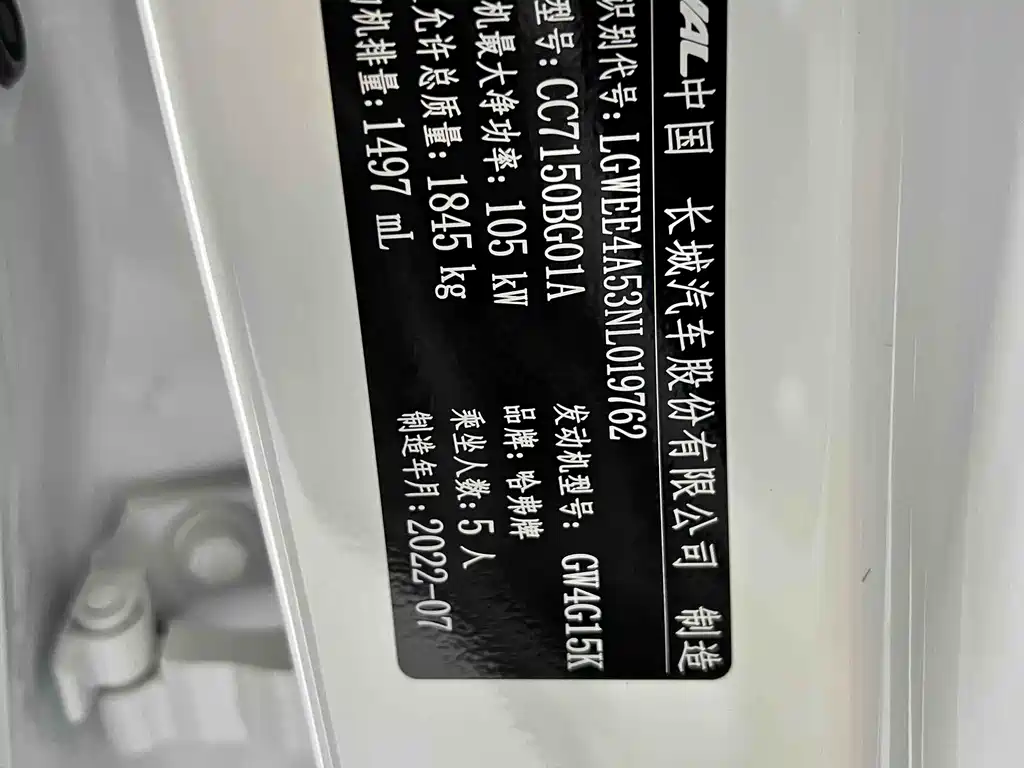 VAL 中国 长城汽车股份有限公司 制造
识别代号:LGWEE4A53NL019762
型号:CC7150BG01A 发动机型号: GW4G15K
机最大净功率: 105 kW 品牌:哈弗牌
允许总质量: 1845 kg 乘坐人数:5 人
机排量:1497 mL 制造年月:2022-07